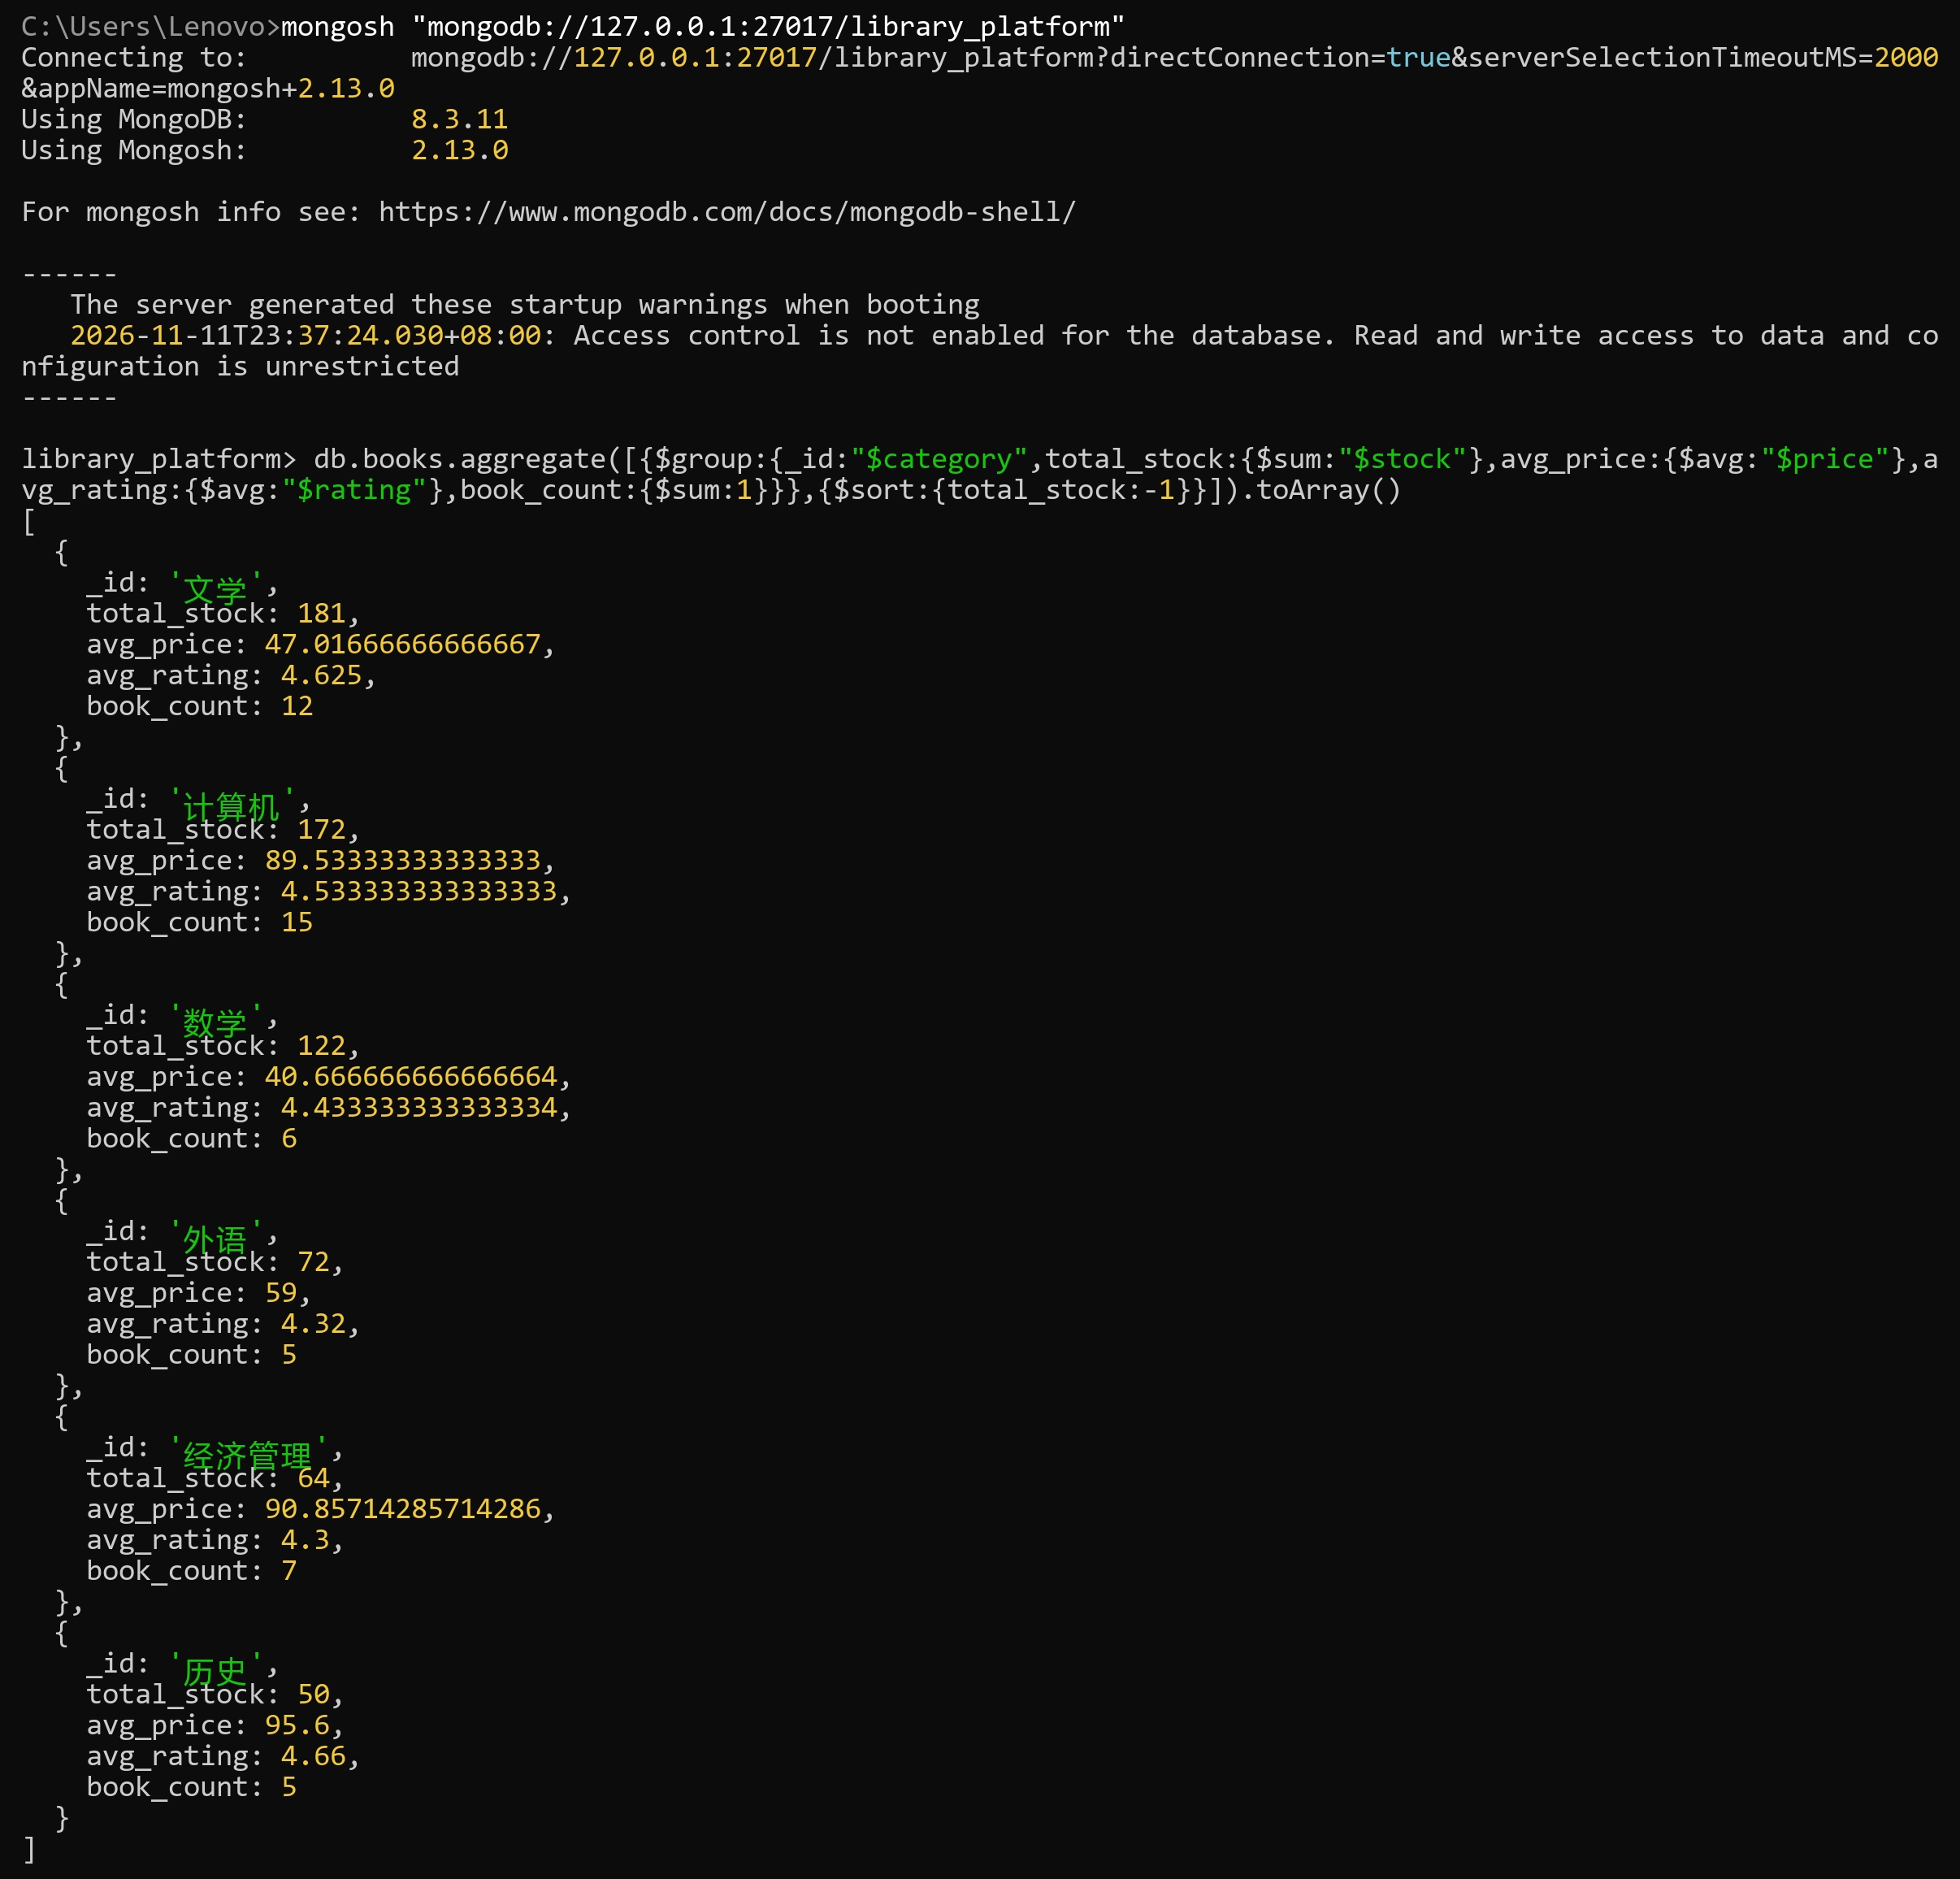 C:\Users\Lenovo>mongosh "mongodb://127.0.0.1:27017/library_platform"
Connecting to:          mongodb://127.0.0.1:27017/library_platform?directConnection=true&serverSelectionTimeoutMS=2000
&appName=mongosh+2.13.0
Using MongoDB:          8.3.11
Using Mongosh:          2.13.0

For mongosh info see: https://www.mongodb.com/docs/mongodb-shell/

------
   The server generated these startup warnings when booting
   2026-11-11T23:37:24.030+08:00: Access control is not enabled for the database. Read and write access to data and co
nfiguration is unrestricted
------

library_platform> db.books.aggregate([{$group:{_id:"$category",total_stock:{$sum:"$stock"},avg_price:{$avg:"$price"},a
vg_rating:{$avg:"$rating"},book_count:{$sum:1}}},{$sort:{total_stock:-1}}]).toArray()
[
  {
    _id: '文学',
    total_stock: 181,
    avg_price: 47.01666666666667,
    avg_rating: 4.625,
    book_count: 12
  },
  {
    _id: '计算机',
    total_stock: 172,
    avg_price: 89.53333333333333,
    avg_rating: 4.533333333333333,
    book_count: 15
  },
  {
    _id: '数学',
    total_stock: 122,
    avg_price: 40.666666666666664,
    avg_rating: 4.433333333333334,
    book_count: 6
  },
  {
    _id: '外语',
    total_stock: 72,
    avg_price: 59,
    avg_rating: 4.32,
    book_count: 5
  },
  {
    _id: '经济管理',
    total_stock: 64,
    avg_price: 90.85714285714286,
    avg_rating: 4.3,
    book_count: 7
  },
  {
    _id: '历史',
    total_stock: 50,
    avg_price: 95.6,
    avg_rating: 4.66,
    book_count: 5
  }
]